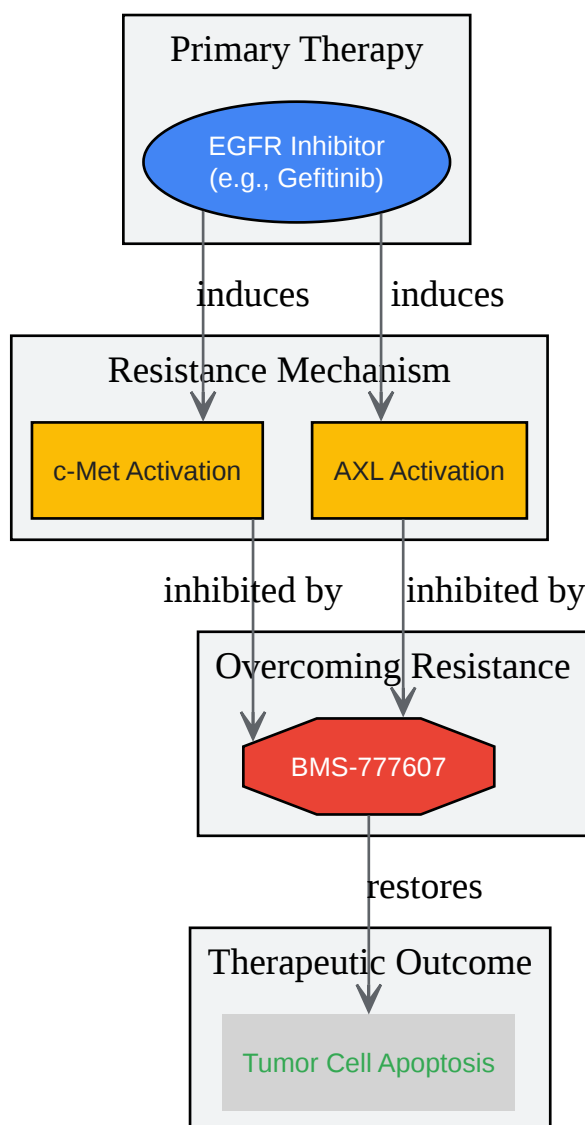 Primary Therapy
EGFR Inhibitor
(e.g., Gefitinib)
induces
induces
Resistance Mechanism
c-Met Activation
AXL Activation
inhibited by
inhibited by
Overcoming Resistance
BMS-777607
restores
Therapeutic Outcome
Tumor Cell Apoptosis